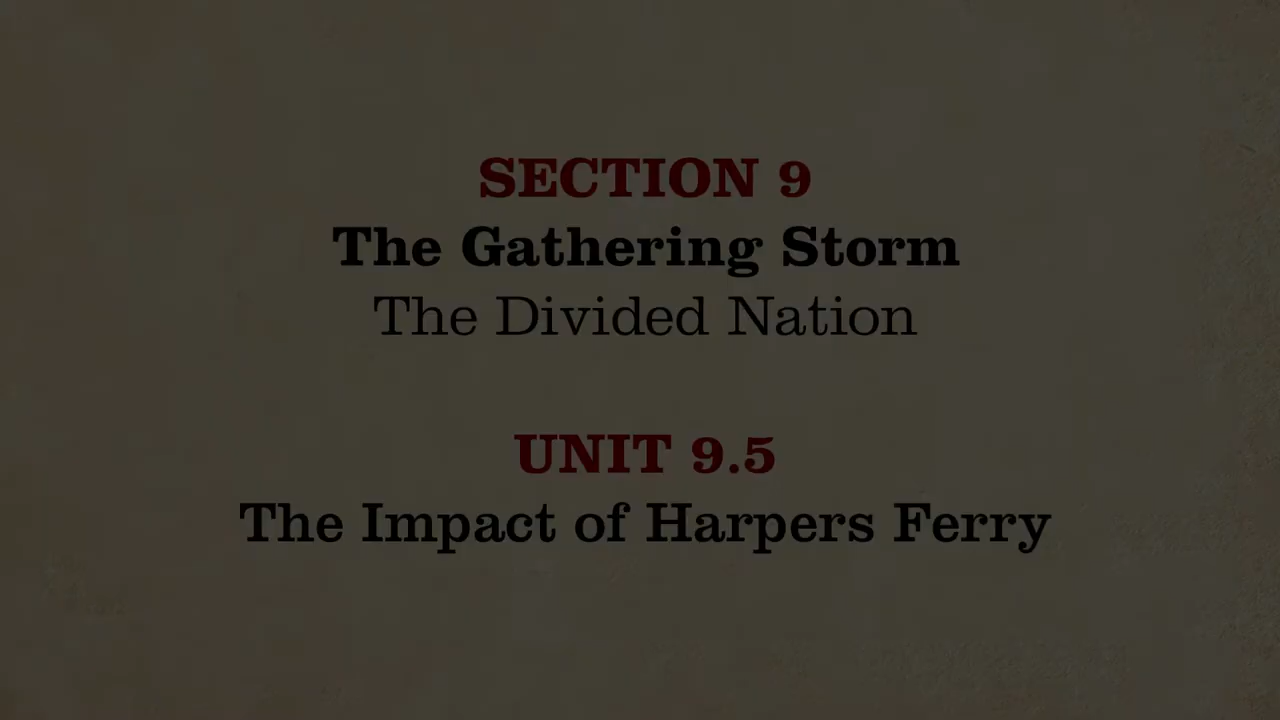 SECTION 9
The Gathering Storm
The Divided Nation
UNIT 9.5
The Impact of Harpers Ferry